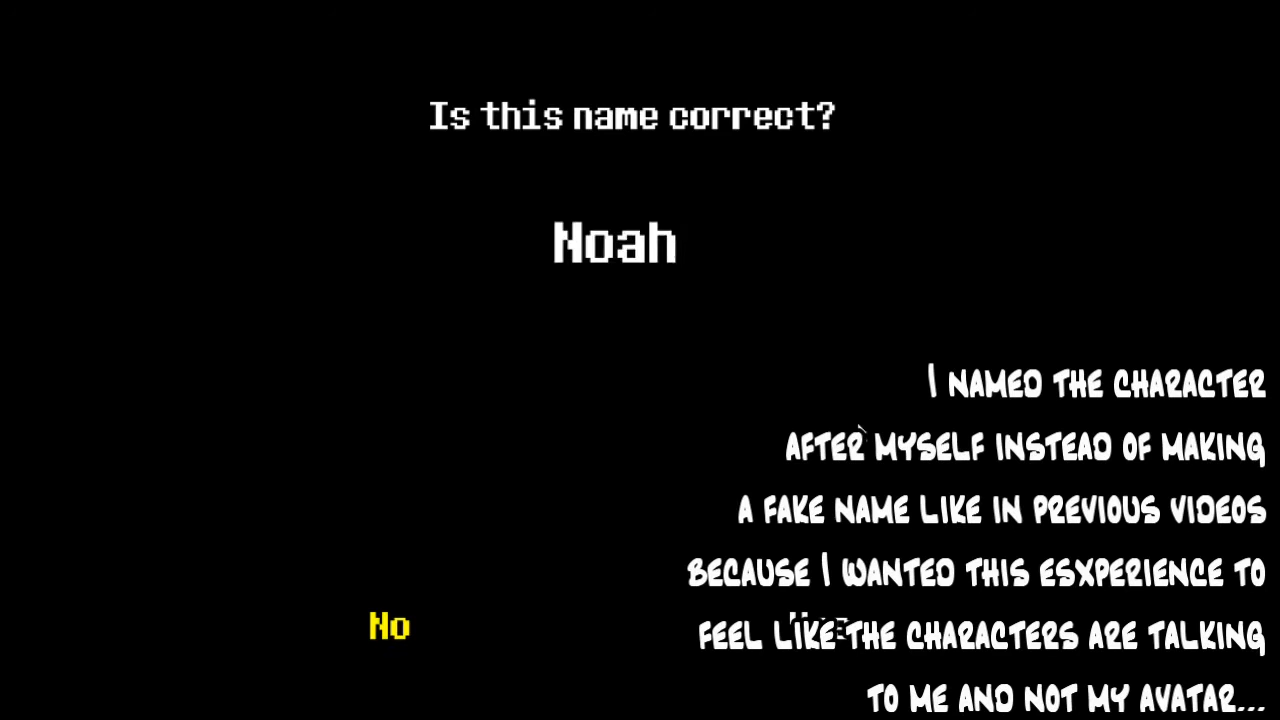 Is this name correct?
Noah
I NAMED THE CHARACTER
AFTER MYSELF INSTEAD OF MAKING
A FAKE NAME LIKE IN PREVIOUS VIDEOS
BECAUSE I WANTED THIS ESXPERIENCE TO
No
FEEL LIKE THE CHARACTERS ARE TALKING
TO ME AND NOT MY AVATAR...